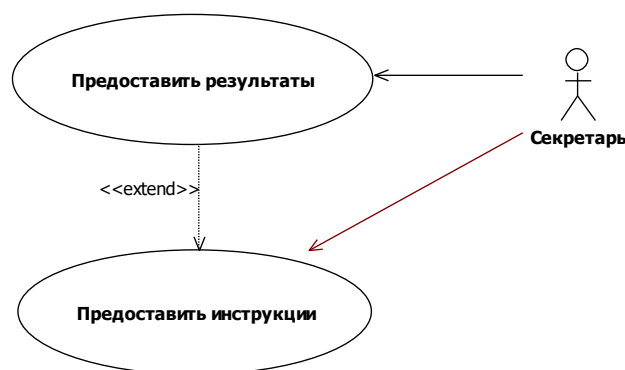 Предоставить результаты
Секретарь
<<extend>>
Предоставить инструкции